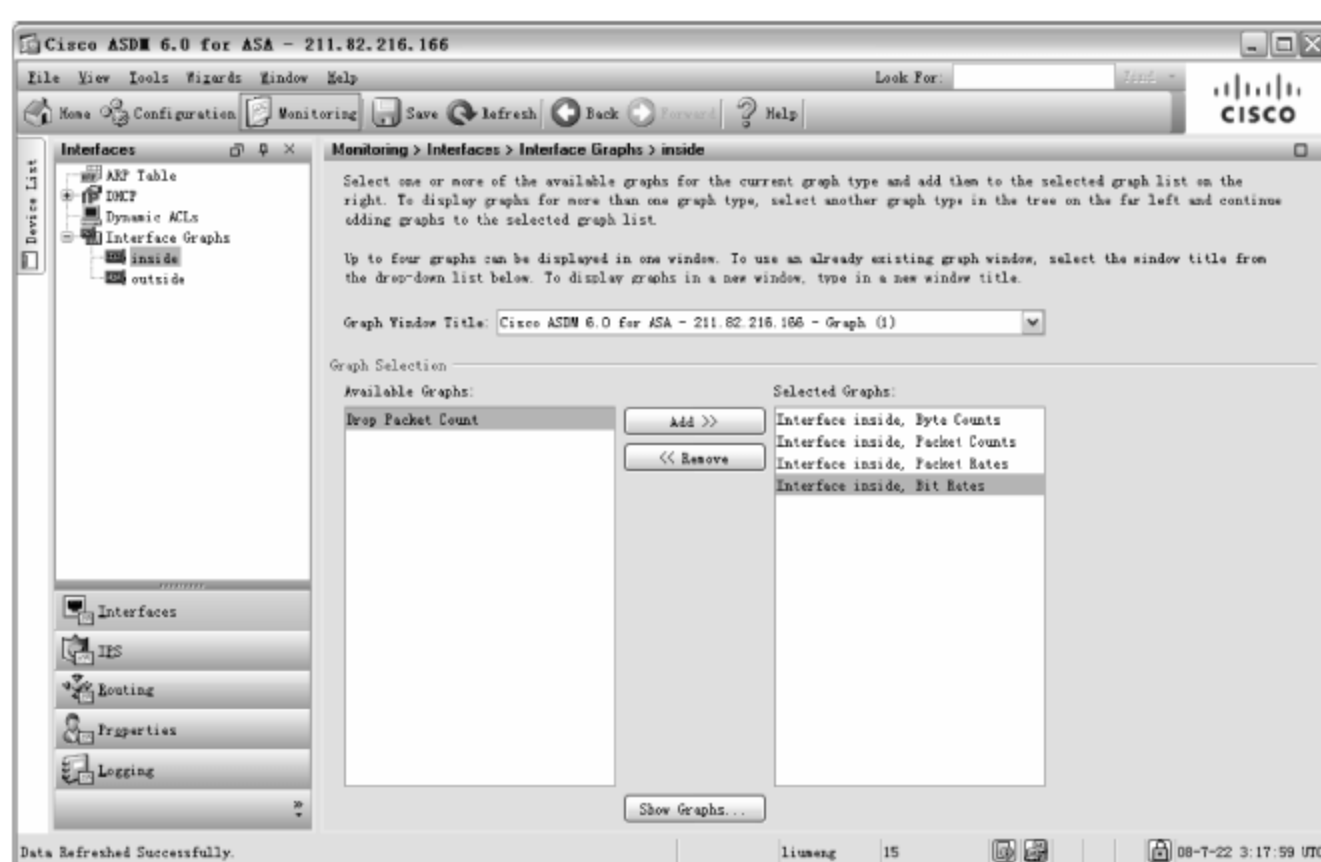 Cisco ASDM 6.0 for ASA - 211.82.216.166
File View Tools Wizards Window Help
Look For:
Find
Home Configuration Monitoring Save Refresh Back Forward Help
CISCO
Device List
Interfaces
ARP Table
DHCP
Dynamic ACLs
Interface Graphs
inside
outside
Interfaces
IPS
Routing
Properties
Logging
Monitoring > Interfaces > Interface Graphs > inside
Select one or more of the available graphs for the current graph type and add them to the selected graph list on the
right. To display graphs for more than one graph type, select another graph type in the tree on the far left and continue
adding graphs to the selected graph list.
Up to four graphs can be displayed in one window. To use an already existing graph window, select the window title from
the drop-down list below. To display graphs in a new window, type in a new window title.
Graph Window Title: Cisco ASDM 6.0 for ASA - 211.82.216.166 - Graph (1)
Graph Selection
Available Graphs:
Drop Packet Count
Add >>
<< Remove
Selected Graphs:
Interface inside, Byte Counts
Interface inside, Packet Counts
Interface inside, Packet Rates
Interface inside, Bit Rates
Show Graphs...
Data Refreshed Successfully.
liumeng
15
08-7-22 3:17:59 UTC